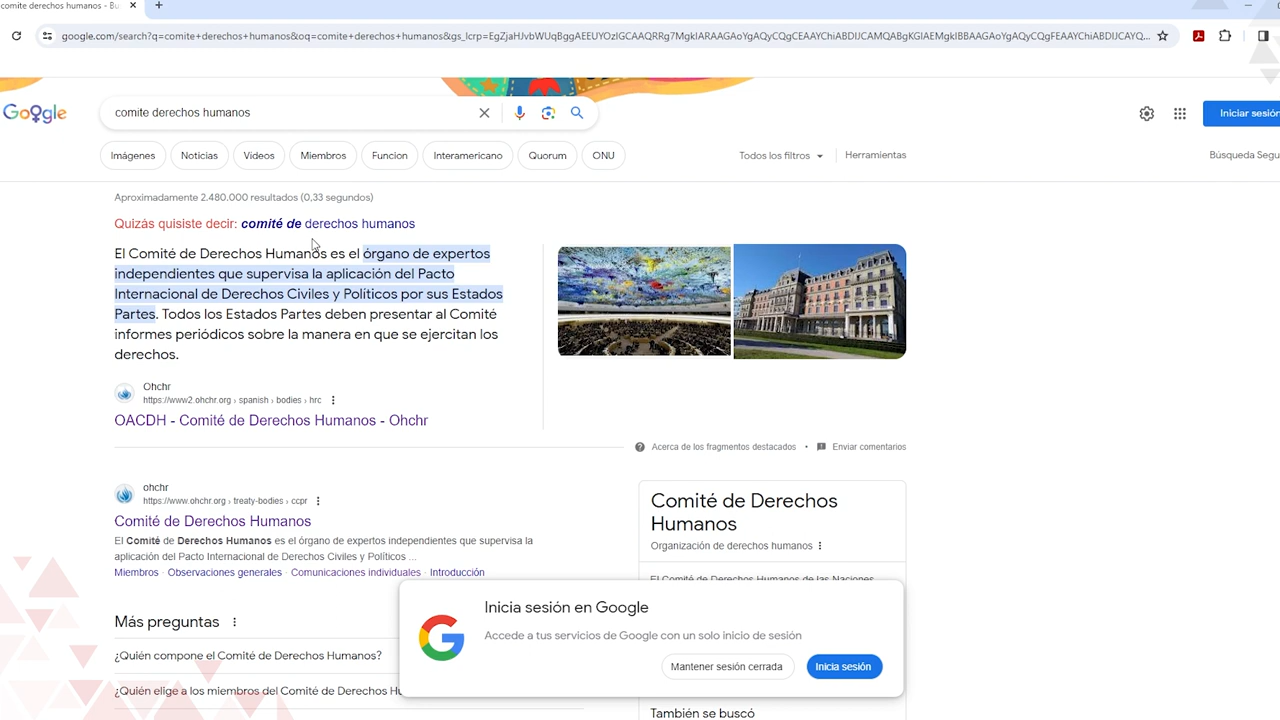 comite derechos humanos - Bu
google.com/search?q=comite+derechos+humanos&oq=comite+derechos+humanos&gs_lcrp=
Google
comite derechos humanos
Iniciar sesión
Imágenes
Noticias
Videos
Miembros
Funcion
Interamericano
Quorum
ONU
Todos los filtros
Herramientas
Búsqueda Segu
Aproximadamente 2.480.000 resultados (0,33 segundos)
Quizás quisiste decir: comité de derechos humanos
El Comité de Derechos Humanos es el órgano de expertos
independientes que supervisa la aplicación del Pacto
Internacional de Derechos Civiles y Políticos por sus Estados
Partes. Todos los Estados Partes deben presentar al Comité
informes periódicos sobre la manera en que se ejercitan los
derechos.
Ohchr
https://www2.ohchr.org › spanish › bodies › hrc
OACDH - Comité de Derechos Humanos - Ohchr
Acerca de los fragmentos destacados • Enviar comentarios
ohchr
https://www.ohchr.org › treaty-bodies › ccpr
Comité de Derechos Humanos
El Comité de Derechos Humanos es el órgano de expertos independientes que supervisa la
aplicación del Pacto Internacional de Derechos Civiles y Políticos ...
Miembros · Observaciones generales · Comunicaciones individuales · Introducción
Comité de Derechos
Humanos
Organización de derechos humanos
El Comité de Derechos Humanos de las Naciones
Más preguntas
¿Quién compone el Comité de Derechos Humanos?
¿Quién elige a los miembros del Comité de Derechos Hu
Inicia sesión en Google
Accede a tus servicios de Google con un solo inicio de sesión
Mantener sesión cerrada
Inicia sesión
También se buscó